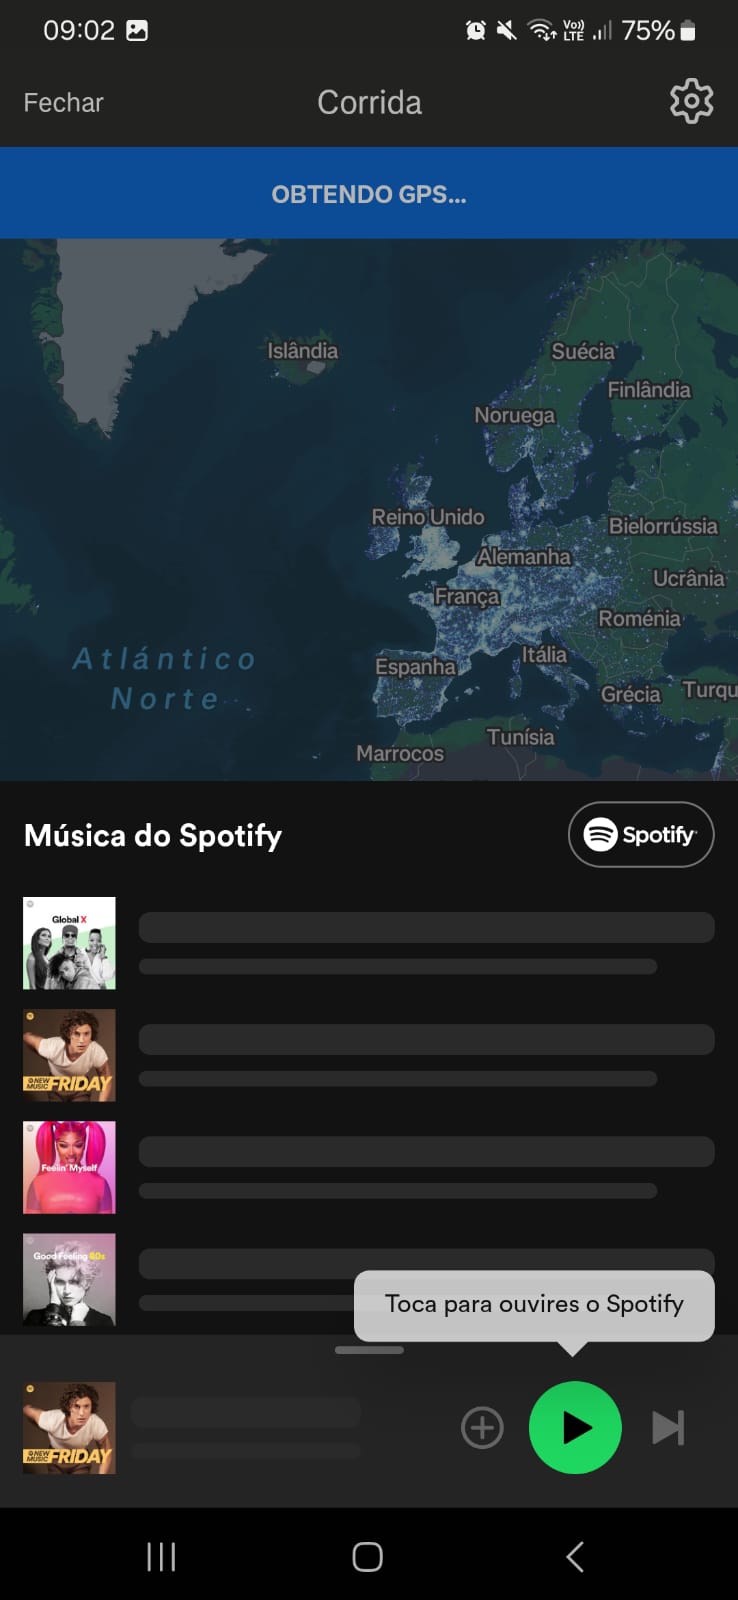 09:02
Vo))
LTE
75%
Fechar
Corrida
OBTENDO GPS...
Islândia
Suécia
Finlândia
Noruega
Reino Unido
Bielorrússia
Alemanha
Ucrânia
França
Roménia
Atlántico
Norte
Itália
Espanha
Grécia
Turqu
Tunísia
Marrocos
Música do Spotify
Spotify
Global X
NEW
MUSIC
FRIDAY
Feelin' Myself
Good Feeling 80s
Toca para ouvires o Spotify
NEW
MUSIC
FRIDAY